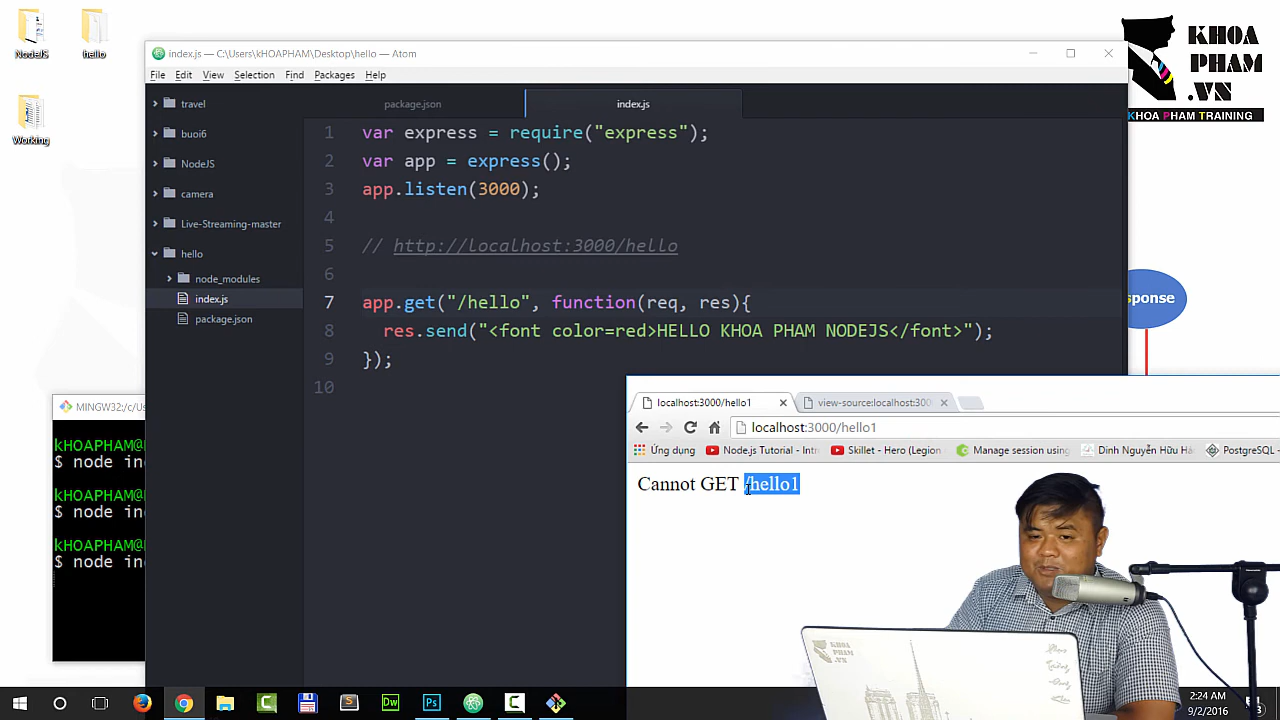 NodeJS
hello
Working
index.js — C:\Users\kHOAPHAM\Desktop\hello — Atom
File Edit View Selection Find Packages Help
travel
buoi6
NodeJS
camera
Live-Streaming-master
hello
node_modules
index.js
package.json
package.json
index.js
1 var express = require("express");
2 var app = express();
3 app.listen(3000);
4
5 // http://localhost:3000/hello
6
7 app.get("/hello", function(req, res){
8 res.send("<font color=red>HELLO KHOA PHAM NODEJS</font>");
9 });
10
KHOA
PHAM
.VN
KHOA PHAM TRAINING
sponse
MINGW32:/c/Us
kHOAPHAM@
$ node in
kHOAPHAM@
$ node in
kHOAPHAM@
$ node in
localhost:3000/hello1
view-source:localhost:300
localhost:3000/hello1
Ứng dụng
Node.js Tutorial - Intr
Skillet - Hero (Legion
Manage session using
Dinh Nguyễn Hữu Hà
PostgreSQL -
Cannot GET /hello1
KHOA
PHAM
.VN
2:24 AM
9/2/2016